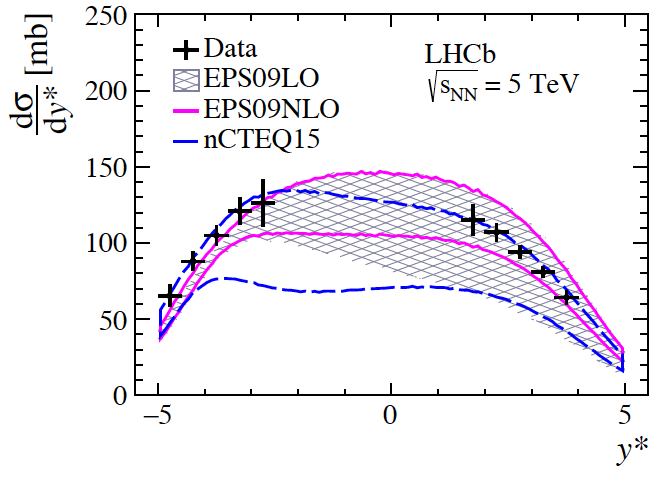 dσ
dy* [mb]
250
200
150
100
50
0
Data
EPS09LO
EPS09NLO
nCTEQ15
LHCb
√sNN = 5 TeV
−5 0 5
y*